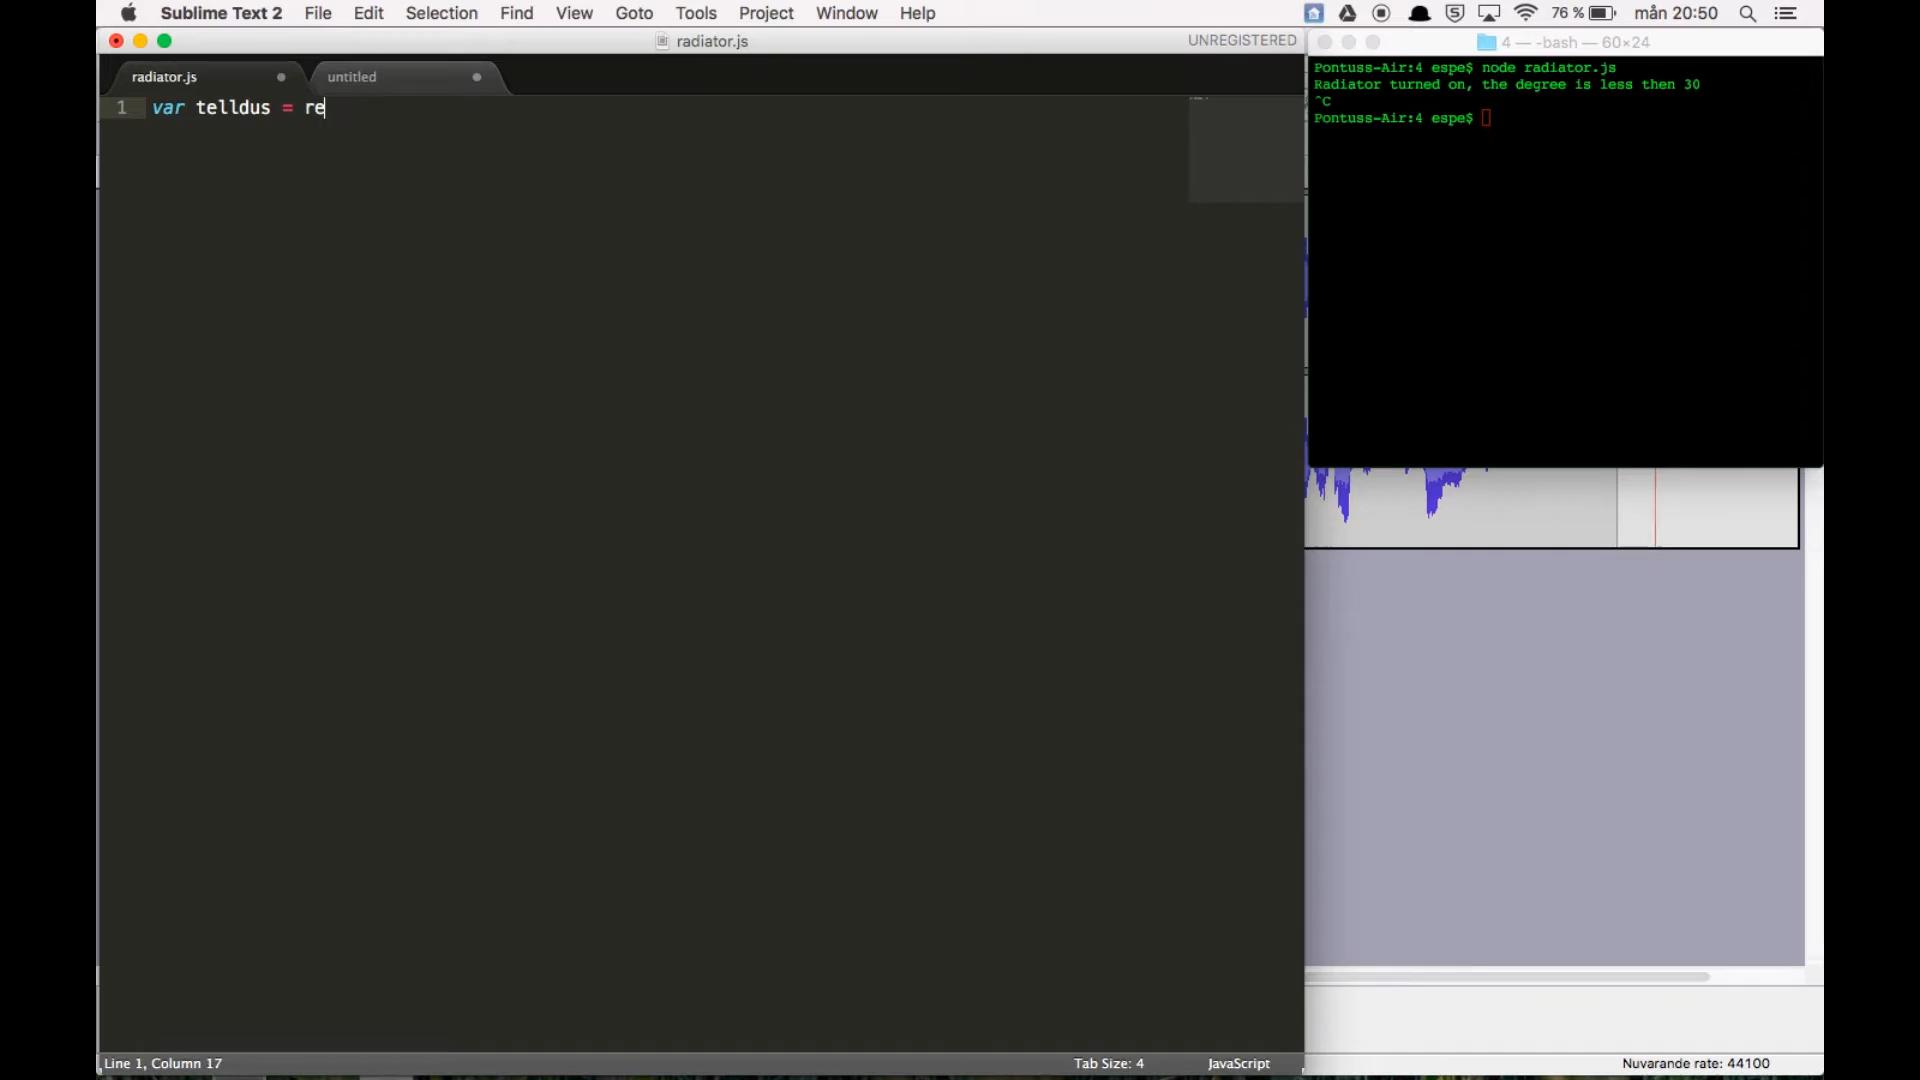 Sublime Text 2 File Edit Selection Find View Goto Tools Project Window Help 76 % mån 20:50
radiator.js UNREGISTERED
radiator.js untitled
1 var telldus = re
4 — -bash — 60×24
Pontuss-Air:4 espe$ node radiator.js
Radiator turned on, the degree is less then 30
^C
Pontuss-Air:4 espe$
Line 1, Column 17 Tab Size: 4 JavaScript
Nuvarande rate: 44100